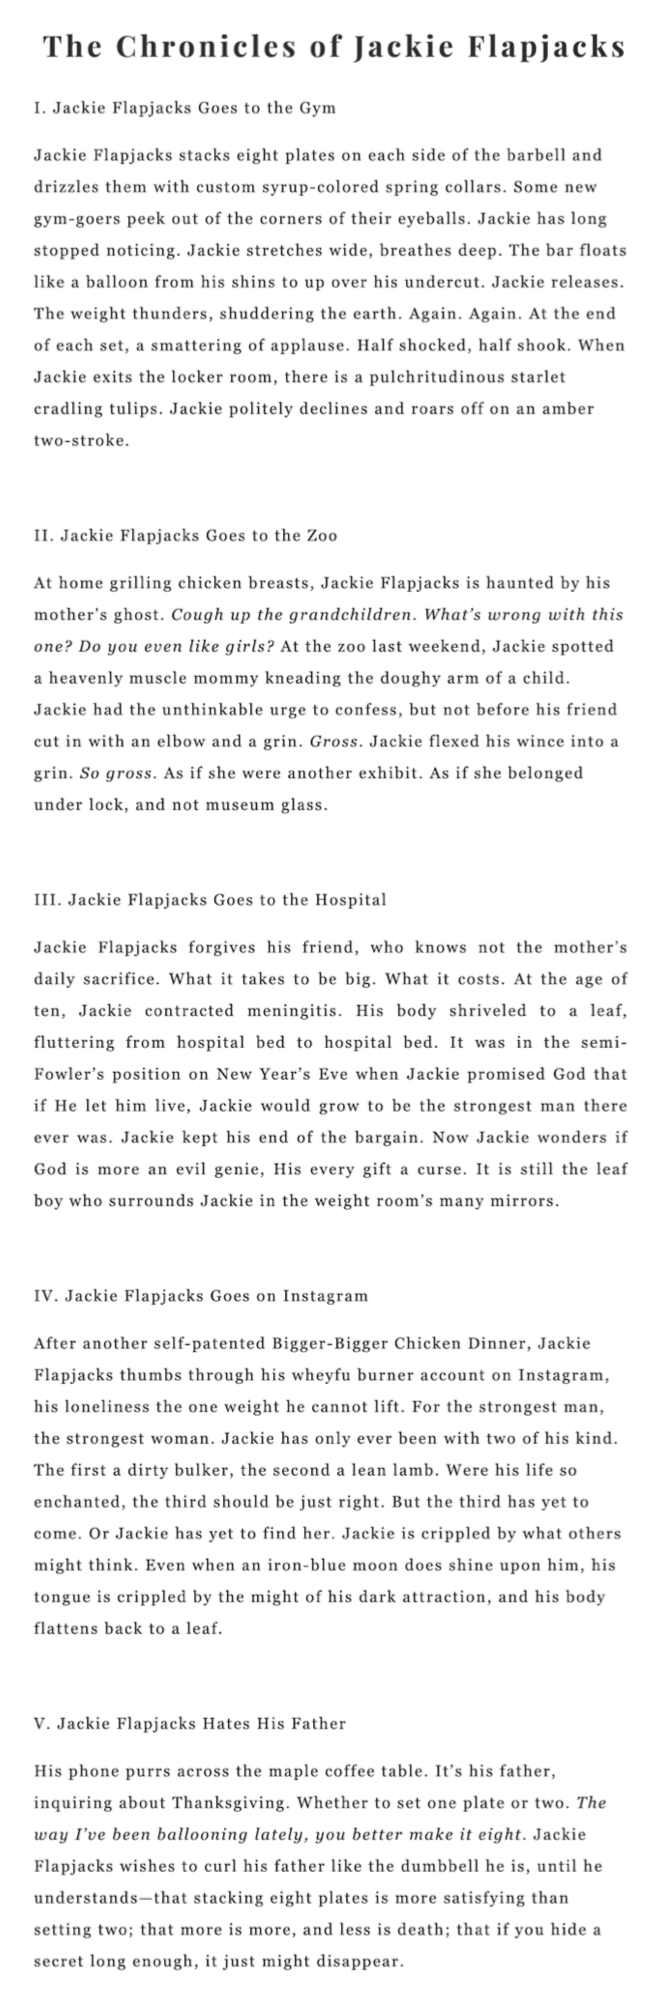 The Chronicles of Jackie Flapjacks
I. Jackie Flapjacks Goes to the Gym
Jackie Flapjacks stacks eight plates on each side of the barbell and
drizzles them with custom syrup-colored spring collars. Some new
gym-goers peek out of the corners of their eyeballs. Jackie has long
stopped noticing. Jackie stretches wide, breathes deep. The bar floats
like a balloon from his shins to up over his undercut. Jackie releases.
The weight thunders, shuddering the earth. Again. Again. At the end
of each set, a smattering of applause. Half shocked, half shook. When
Jackie exits the locker room, there is a pulchritudinous starlet
cradling tulips. Jackie politely declines and roars off on an amber
two-stroke.
II. Jackie Flapjacks Goes to the Zoo
At home grilling chicken breasts, Jackie Flapjacks is haunted by his
mother’s ghost. Cough up the grandchildren. What’s wrong with this
one? Do you even like girls? At the zoo last weekend, Jackie spotted
a heavenly muscle mommy kneading the doughy arm of a child.
Jackie had the unthinkable urge to confess, but not before his friend
cut in with an elbow and a grin. Gross. Jackie flexed his wince into a
grin. So gross. As if she were another exhibit. As if she belonged
under lock, and not museum glass.
III. Jackie Flapjacks Goes to the Hospital
Jackie Flapjacks forgives his friend, who knows not the mother’s
daily sacrifice. What it takes to be big. What it costs. At the age of
ten, Jackie contracted meningitis. His body shriveled to a leaf,
fluttering from hospital bed to hospital bed. It was in the semi-
Fowler’s position on New Year’s Eve when Jackie promised God that
if He let him live, Jackie would grow to be the strongest man there
ever was. Jackie kept his end of the bargain. Now Jackie wonders if
God is more an evil genie, His every gift a curse. It is still the leaf
boy who surrounds Jackie in the weight room’s many mirrors.
IV. Jackie Flapjacks Goes on Instagram
After another self-patented Bigger-Bigger Chicken Dinner, Jackie
Flapjacks thumbs through his wheyfu burner account on Instagram,
his loneliness the one weight he cannot lift. For the strongest man,
the strongest woman. Jackie has only ever been with two of his kind.
The first a dirty bulker, the second a lean lamb. Were his life so
enchanted, the third should be just right. But the third has yet to
come. Or Jackie has yet to find her. Jackie is crippled by what others
might think. Even when an iron-blue moon does shine upon him, his
tongue is crippled by the might of his dark attraction, and his body
flattens back to a leaf.
V. Jackie Flapjacks Hates His Father
His phone purrs across the maple coffee table. It’s his father,
inquiring about Thanksgiving. Whether to set one plate or two. The
way I’ve been ballooning lately, you better make it eight. Jackie
Flapjacks wishes to curl his father like the dumbbell he is, until he
understands—that stacking eight plates is more satisfying than
setting two; that more is more, and less is death; that if you hide a
secret long enough, it just might disappear.